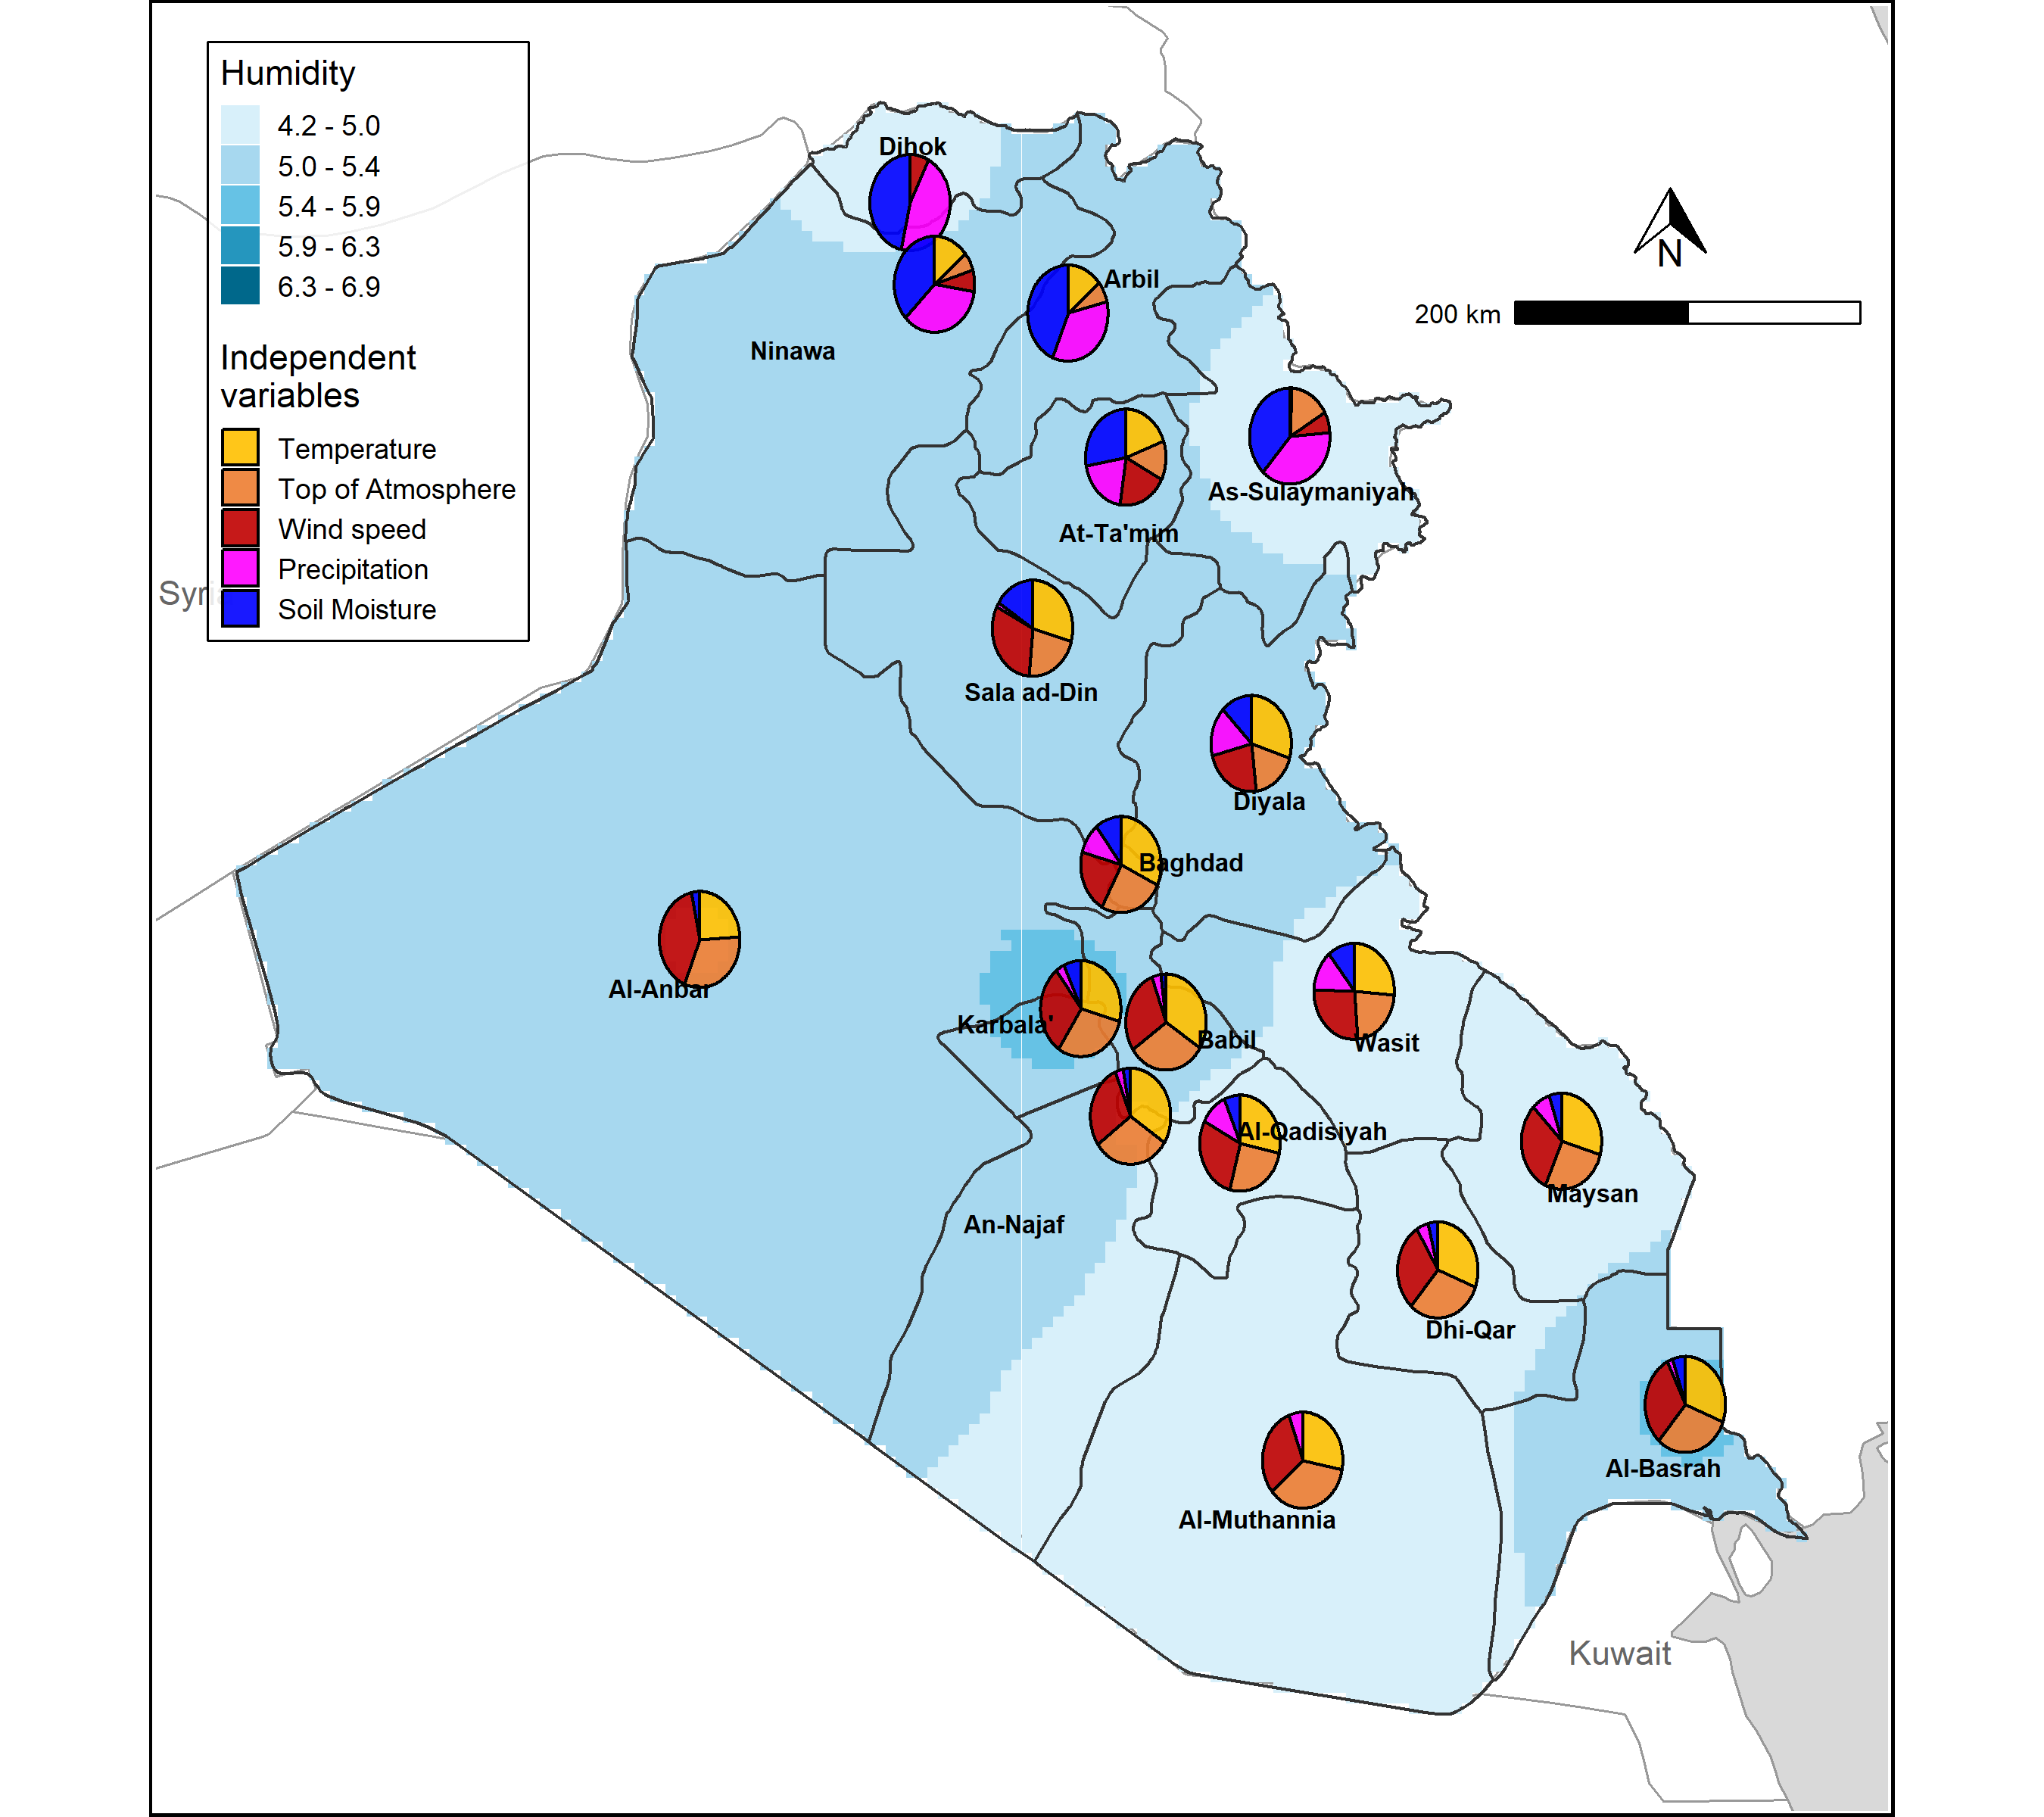 Humidity
4.2 - 5.0
5.0 - 5.4
5.4 - 5.9
5.9 - 6.3
6.3 - 6.9
Independent
variables
Temperature
Top of Atmosphere
Wind speed
Precipitation
Soil Moisture
Syria
N
200 km
Dihok
Arbil
Ninawa
As-Sulaymaniyah
At-Ta'mim
Sala ad-Din
Diyala
Baghdad
Al-Anbar
Karbala'
Babil
Wasit
Al-Qadisiyah
Maysan
An-Najaf
Dhi-Qar
Al-Basrah
Al-Muthannia
Kuwait